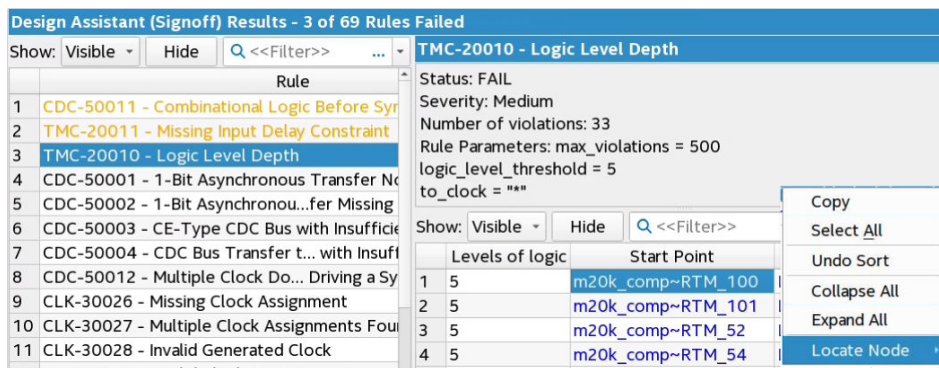 Design Assistant (Signoff) Results - 3 of 69 Rules Failed
Show: Visible Hide <<Filter>> ...
Rule
1 CDC-50011 - Combinational Logic Before Syr
2 TMC-20011 - Missing Input Delay Constraint
3 TMC-20010 - Logic Level Depth
4 CDC-50001 - 1-Bit Asynchronous Transfer No
5 CDC-50002 - 1-Bit Asynchronou...fer Missing
6 CDC-50003 - CE-Type CDC Bus with Insufficie
7 CDC-50004 - CDC Bus Transfer t... with Insuff
8 CDC-50012 - Multiple Clock Do... Driving a Sy
9 CLK-30026 - Missing Clock Assignment
10 CLK-30027 - Multiple Clock Assignments Four
11 CLK-30028 - Invalid Generated Clock
TMC-20010 - Logic Level Depth
Status: FAIL
Severity: Medium
Number of violations: 33
Rule Parameters: max_violations = 500
logic_level_threshold = 5
to_clock = "*"
Show: Visible Hide <<Filter>>
Levels of logic Start Point
1 5 m20k_comp~RTM_100
2 5 m20k_comp~RTM_101
3 5 m20k_comp~RTM_52
4 5 m20k_comp~RTM_54
Copy
Select All
Undo Sort
Collapse All
Expand All
Locate Node